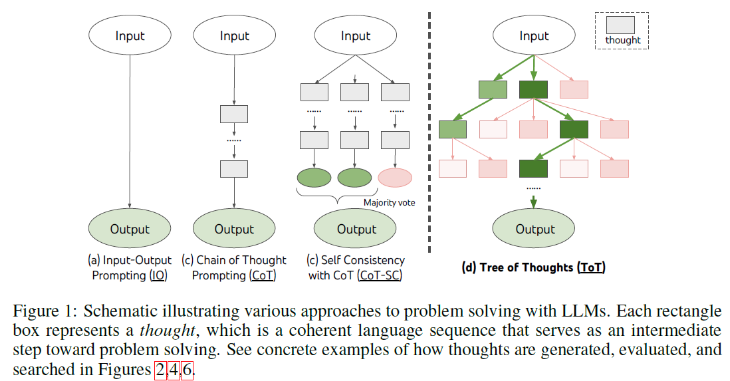 Input
Input
Input
Input
thought
......
......
......
......
......
......
Majority vote
Output
Output
Output
Output
(a) Input-Output
Prompting (IO)
(c) Chain of Thought
Prompting (CoT)
(c) Self Consistency
with CoT (CoT-SC)
(d) Tree of Thoughts (ToT)
Figure 1: Schematic illustrating various approaches to problem solving with LLMs. Each rectangle
box represents a thought, which is a coherent language sequence that serves as an intermediate
step toward problem solving. See concrete examples of how thoughts are generated, evaluated, and
searched in Figures 2,4,6.